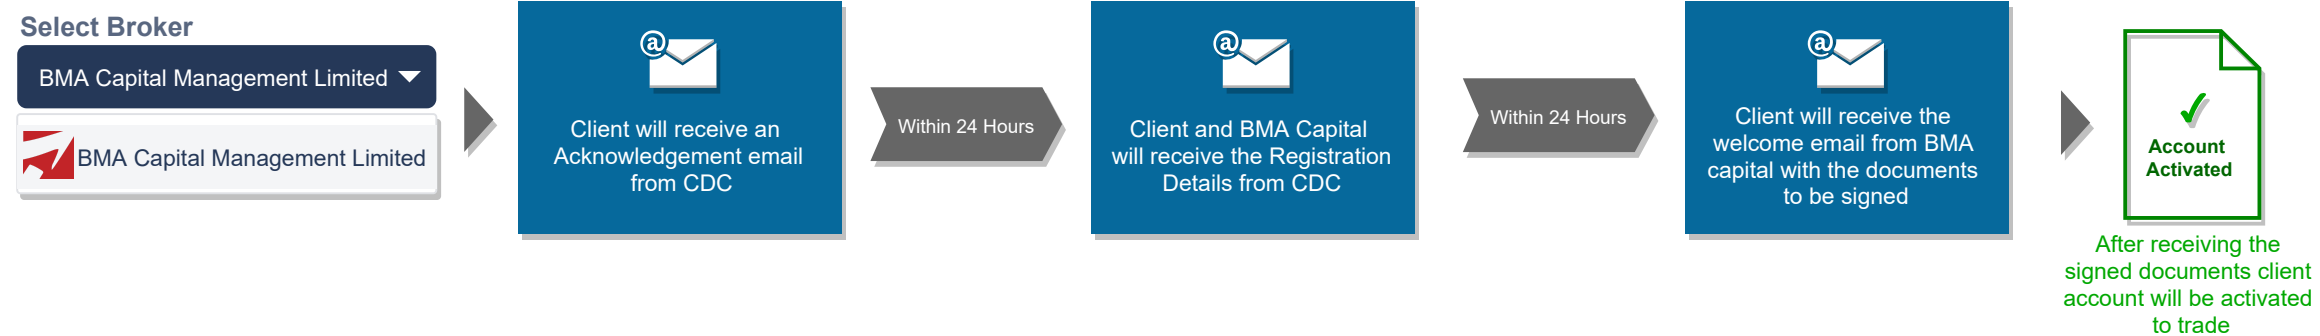 Select Broker
BMA Capital Management Limited
BMA Capital Management Limited
@
Client will receive an
Acknowledgement email
from CDC
Within 24 Hours
@
Client and BMA Capital
will receive the Registration
Details from CDC
Within 24 Hours
@
Client will receive the
welcome email from BMA
capital with the documents
to be signed
Account
Activated
After receiving the
signed documents client
account will be activated
to trade